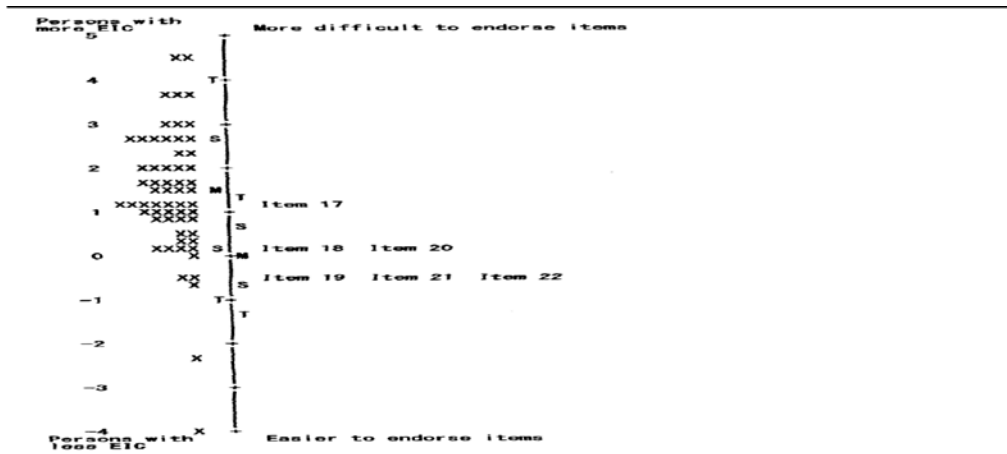 Persons with
more EIC More difficult to endorse items
5
XX
4 T
XXX
3 XXX
XXXXXX S
XX
2 XXXXX
XXXXX
XXXX M T
XXXXXXX Item 17
1 XXXXX
XXXX S
XX
XX
XXXX S Item 18 Item 20
0 X M
XX Item 19 Item 21 Item 22
X S
-1 T
T
-2
X
-3
-4 X
Persons with Easier to endorse items
less EIC